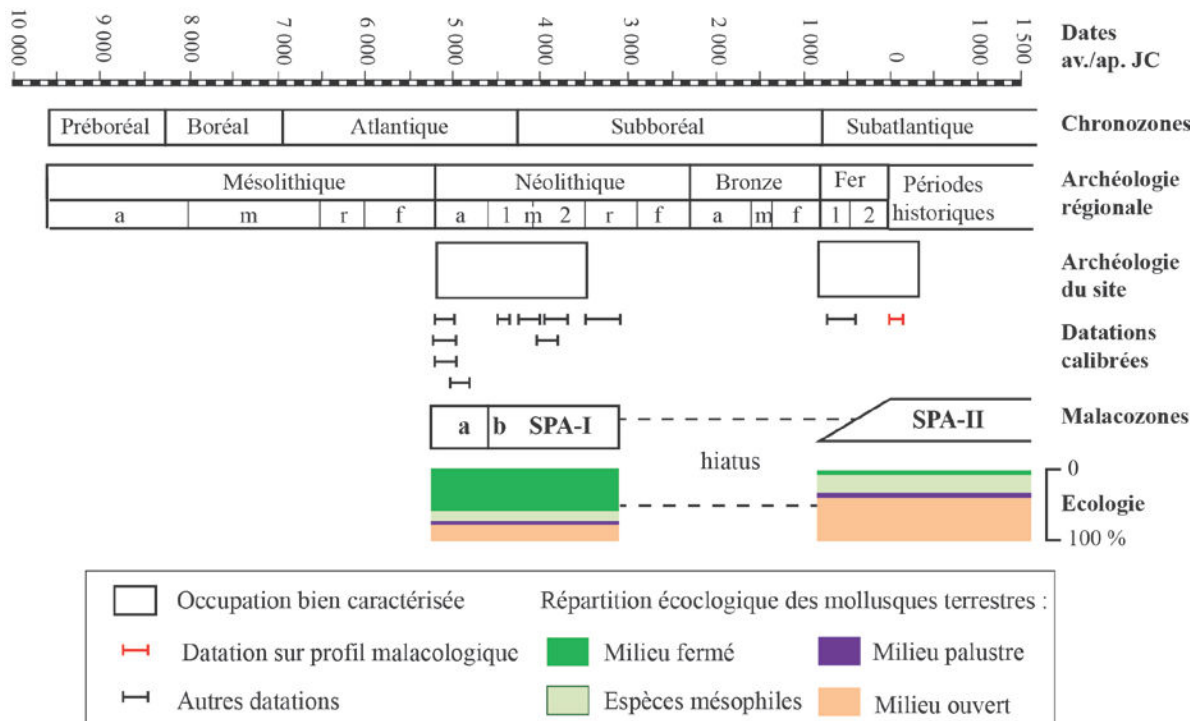 10 000 9 000 8 000 7 000 6 000 5 000 4 000 3 000 2 000 1 000 0 1 000 1 500
Dates
av./ap. JC
Préboréal Boréal Atlantique Subboréal Subatlantique
Chronozones
Mésolithique Néolithique Bronze Fer Périodes
historiques
a m r f a 1 m 2 r f a m f 1 2
Archéologie
régionale
Archéologie
du site
Datations
calibrées
a b SPA-I SPA-II
Malacozones
hiatus
0
Ecologie
100 %
Occupation bien caractérisée
Datation sur profil malacologique
Autres datations
Répartition écoclogique des mollusques terrestres :
Milieu fermé Milieu palustre
Espèces mésophiles Milieu ouvert